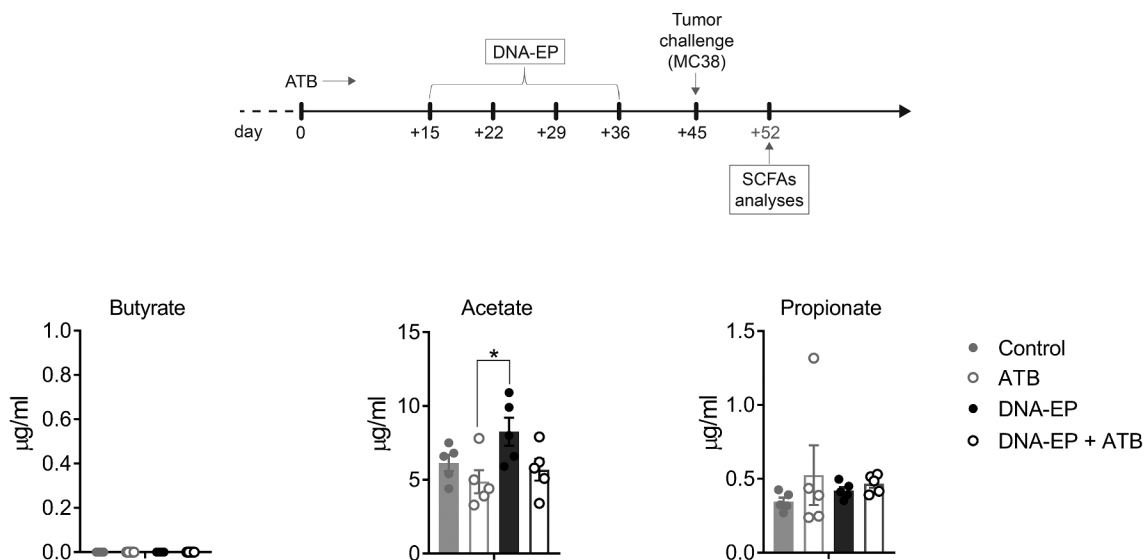 Tumor
challenge
(MC38)
DNA-EP
ATB
day 0 +15 +22 +29 +36 +45 +52
SCFAs
analyses
Butyrate
1.0
0.8
0.6
0.4
0.2
0.0
µg/ml
Acetate
15
10
5
0
µg/ml
*
Propionate
1.5
1.0
0.5
0.0
µg/ml
Control
ATB
DNA-EP
DNA-EP + ATB